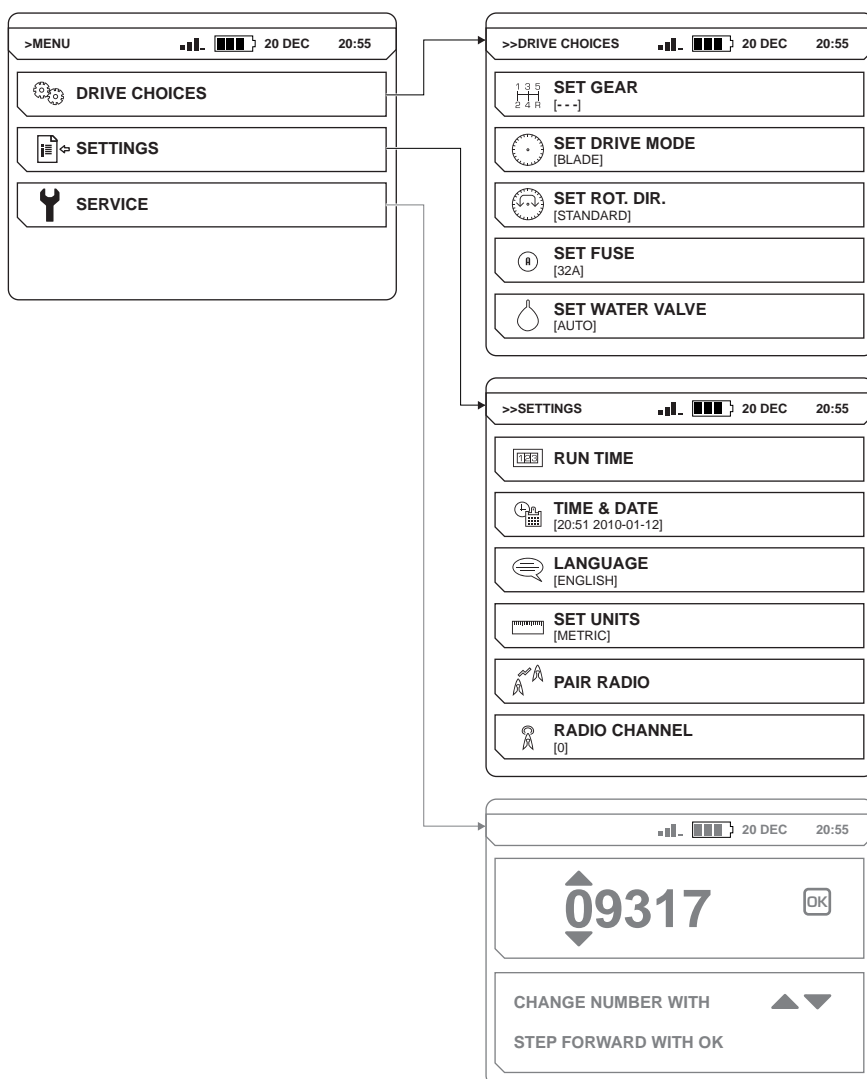 >MENU 20 DEC 20:55
DRIVE CHOICES
SETTINGS
SERVICE
>>DRIVE CHOICES 20 DEC 20:55
1 3 5
2 4 R
SET GEAR
[- - -]
SET DRIVE MODE
[BLADE]
SET ROT. DIR.
[STANDARD]
A
SET FUSE
[32A]
SET WATER VALVE
[AUTO]
>>SETTINGS 20 DEC 20:55
123
RUN TIME
TIME & DATE
[20:51 2010-01-12]
LANGUAGE
[ENGLISH]
SET UNITS
[METRIC]
PAIR RADIO
RADIO CHANNEL
[0]
20 DEC 20:55
09317 OK
CHANGE NUMBER WITH
STEP FORWARD WITH OK